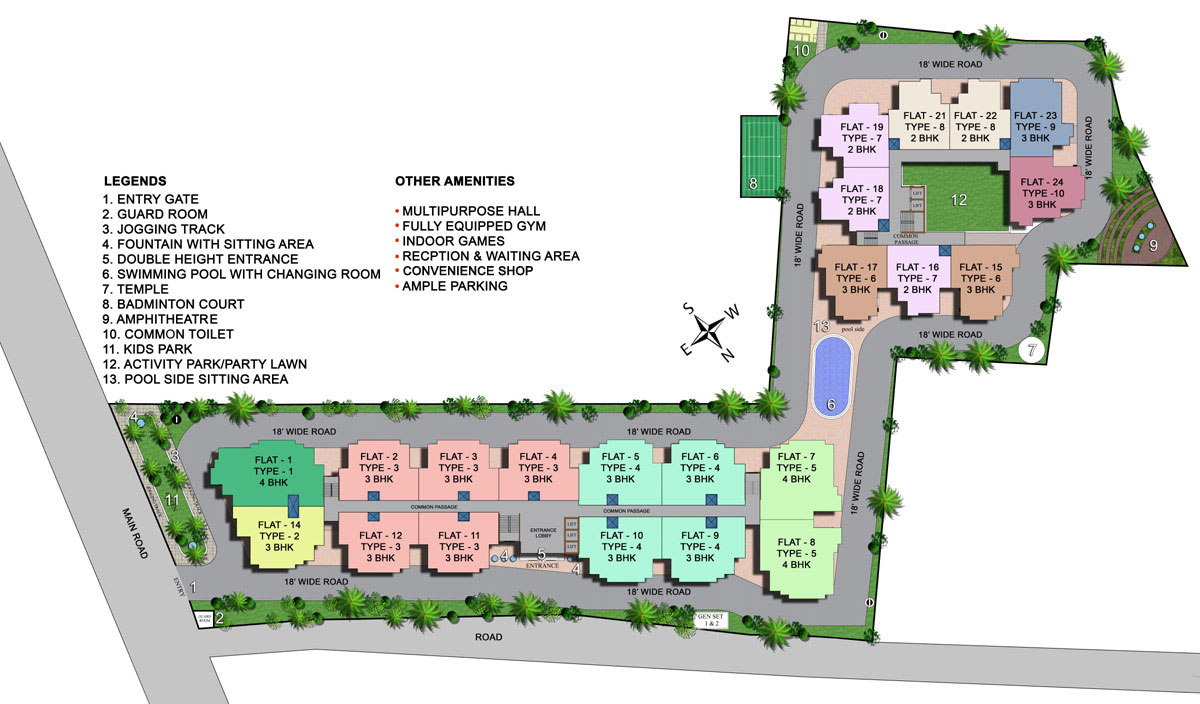 10
18' WIDE ROAD
FLAT - 19
TYPE - 7
2 BHK
FLAT - 21
TYPE - 8
2 BHK
FLAT - 22
TYPE - 8
2 BHK
FLAT - 23
TYPE - 9
3 BHK
18' WIDE ROAD
8
FLAT - 18
TYPE - 7
2 BHK
LIFT
LIFT
12
FLAT - 24
TYPE -10
3 BHK
18' WIDE ROAD
COMMON
PASSAGE
9
FLAT - 17
TYPE - 6
3 BHK
FLAT - 16
TYPE - 7
2 BHK
FLAT - 15
TYPE - 6
3 BHK
13
pool side
18' WIDE ROAD
7
6
LEGENDS
1. ENTRY GATE
2. GUARD ROOM
3. JOGGING TRACK
4. FOUNTAIN WITH SITTING AREA
5. DOUBLE HEIGHT ENTRANCE
6. SWIMMING POOL WITH CHANGING ROOM
7. TEMPLE
8. BADMINTON COURT
9. AMPHITHEATRE
10. COMMON TOILET
11. KIDS PARK
12. ACTIVITY PARK/PARTY LAWN
13. POOL SIDE SITTING AREA
OTHER AMENITIES
• MULTIPURPOSE HALL
• FULLY EQUIPPED GYM
• INDOOR GAMES
• RECPTION & WAITING AREA
• CONVENIENCE SHOP
• AMPLE PARKING
S
W
E
N
4
18' WIDE ROAD
18' WIDE ROAD
3
11
FLAT - 1
TYPE - 1
4 BHK
FLAT - 2
TYPE - 3
3 BHK
FLAT - 3
TYPE - 3
3 BHK
FLAT - 4
TYPE - 3
3 BHK
FLAT - 5
TYPE - 4
3 BHK
FLAT - 6
TYPE - 4
3 BHK
FLAT - 7
TYPE - 5
4 BHK
18' WIDE ROAD
COMMON PASSAGE
COMMON PASSAGE
FLAT - 14
TYPE - 2
3 BHK
FLAT - 12
TYPE - 3
3 BHK
FLAT - 11
TYPE - 3
3 BHK
ENTRANCE
LOBBY
LIFT
LIFT
LIFT
FLAT - 10
TYPE - 4
3 BHK
FLAT - 9
TYPE - 4
3 BHK
FLAT - 8
TYPE - 5
4 BHK
4
5
ENTRANCE
4
MAIN ROAD
ENTRY
1
18' WIDE ROAD
18' WIDE ROAD
GUARD
ROOM
2
GEN SET
1 & 2
ROAD